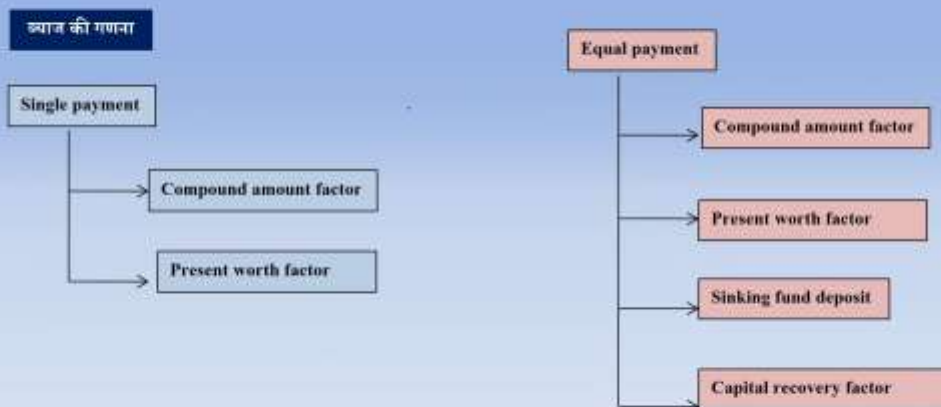 ब्याज की गणना
Single payment
Compound amount factor
Present worth factor
Equal payment
Compound amount factor
Present worth factor
Sinking fund deposit
Capital recovery factor